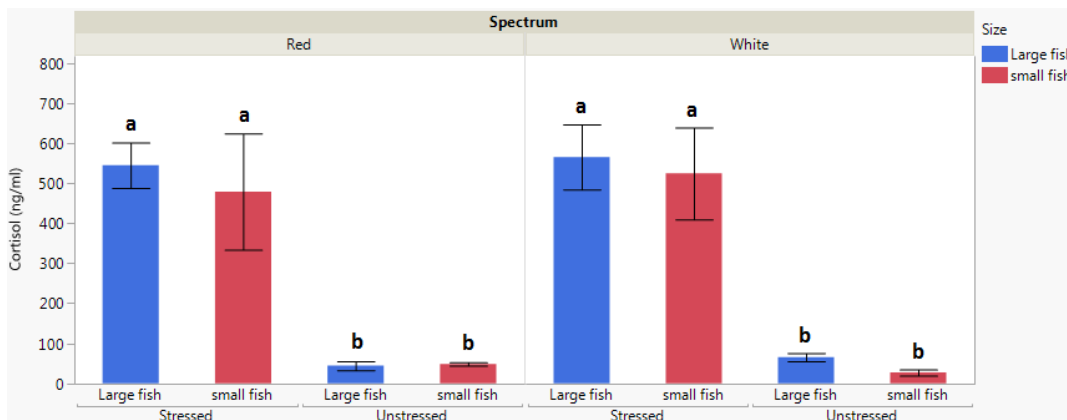 Spectrum
Red White
Size
Large fish
small fish
Cortisol (ng/ml)
800
700
600
500
400
300
200
100
0
a a b b a a b b
Large fish small fish Large fish small fish Large fish small fish Large fish small fish
Stressed Unstressed Stressed Unstressed